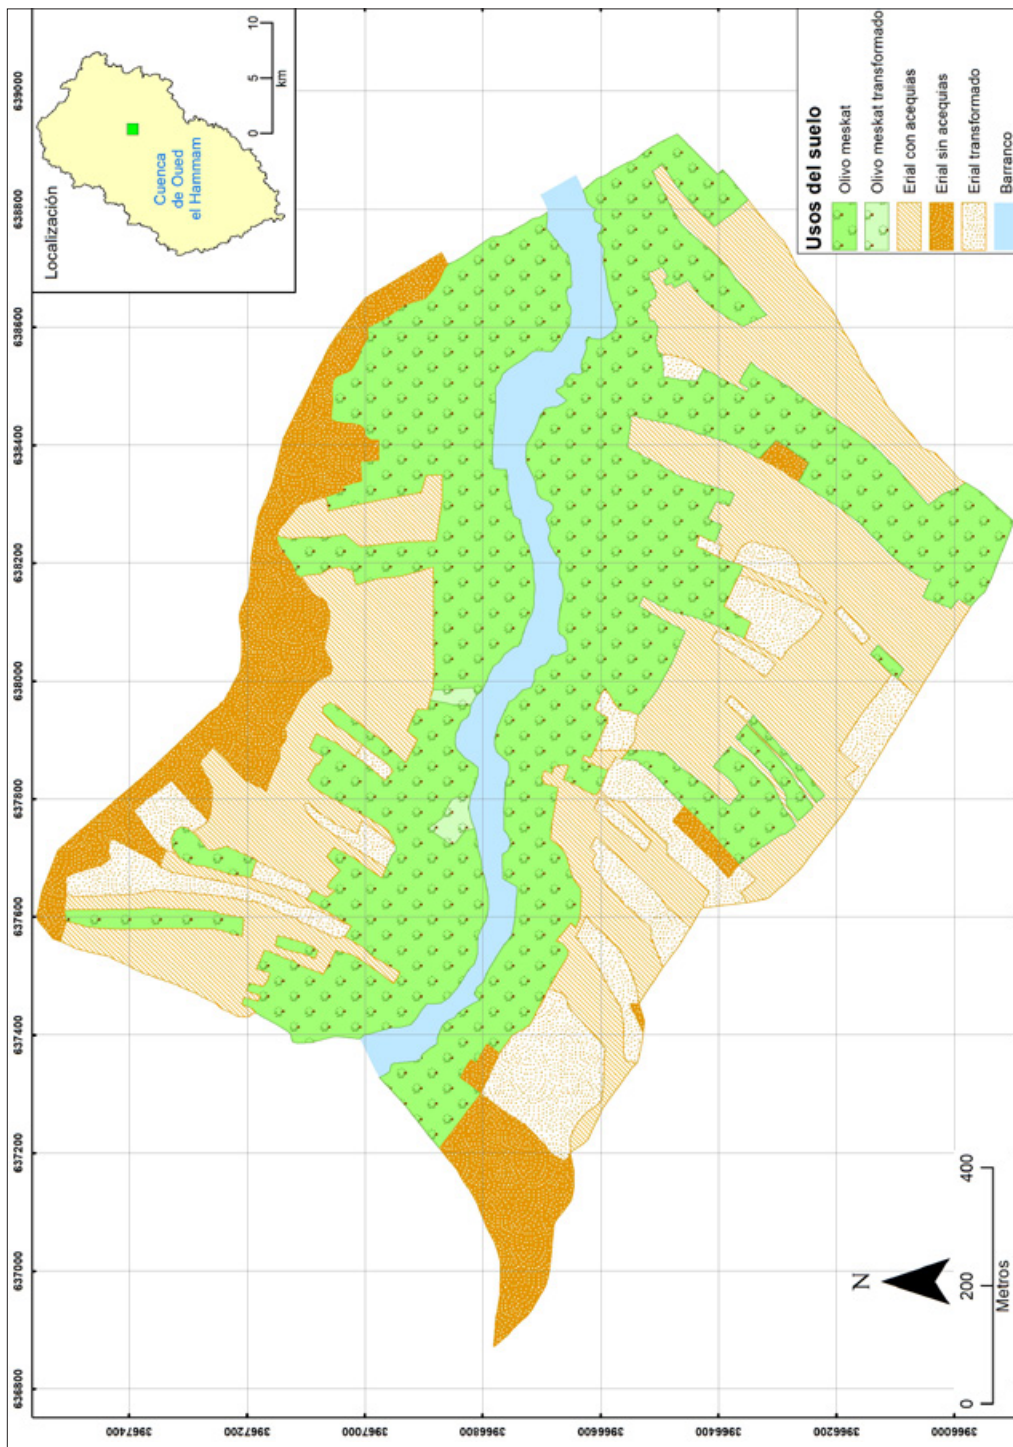 Localización
Cuenca
de Oued
el Hammam
0 5 10
km
636800 637000 637200 637400 637600 637800 638000 638200 638400 638600 638800 639000
3967400
3967200
3967000
3966800
3966600
3966400
3966200
3966000
N
0 200 400
Metros
Usos del suelo
Olivo meskat
Olivo meskat transformado
Erial con acequias
Erial sin acequias
Erial transformado
Barranco